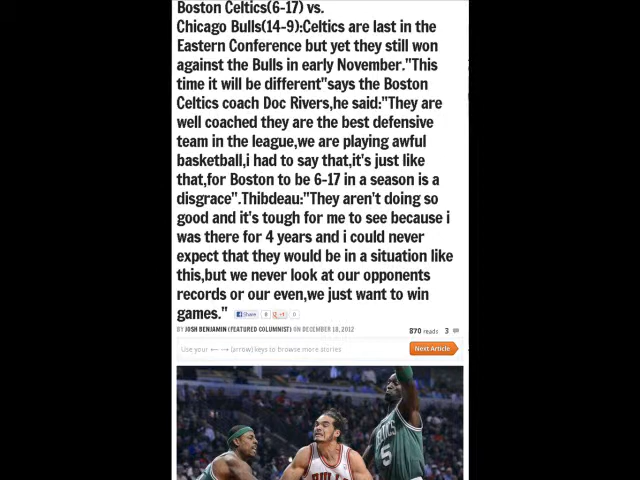 Boston Celtics(6-17) vs.
Chicago Bulls(14-9):Celtics are last in the
Eastern Conference but yet they still won
against the Bulls in early November."This
time it will be different"says the Boston
Celtics coach Doc Rivers,he said:"They are
well coached they are the best defensive
team in the league,we are playing awful
basketball,i had to say that,it's just like
that,for Boston to be 6-17 in a season is a
disgrace".Thibdeau:"They aren't doing so
good and it's tough for me to see because i
was there for 4 years and i could never
expect that they would be in a situation like
this,but we never look at our opponents
records or our even,we just want to win
games." Share 8 +1 0
BY JOSH BENJAMIN (FEATURED COLUMNIST) ON DECEMBER 18, 2012 870 reads 3
Use your ← → (arrow) keys to browse more stories Next Article
CELTICS
5
BULLS